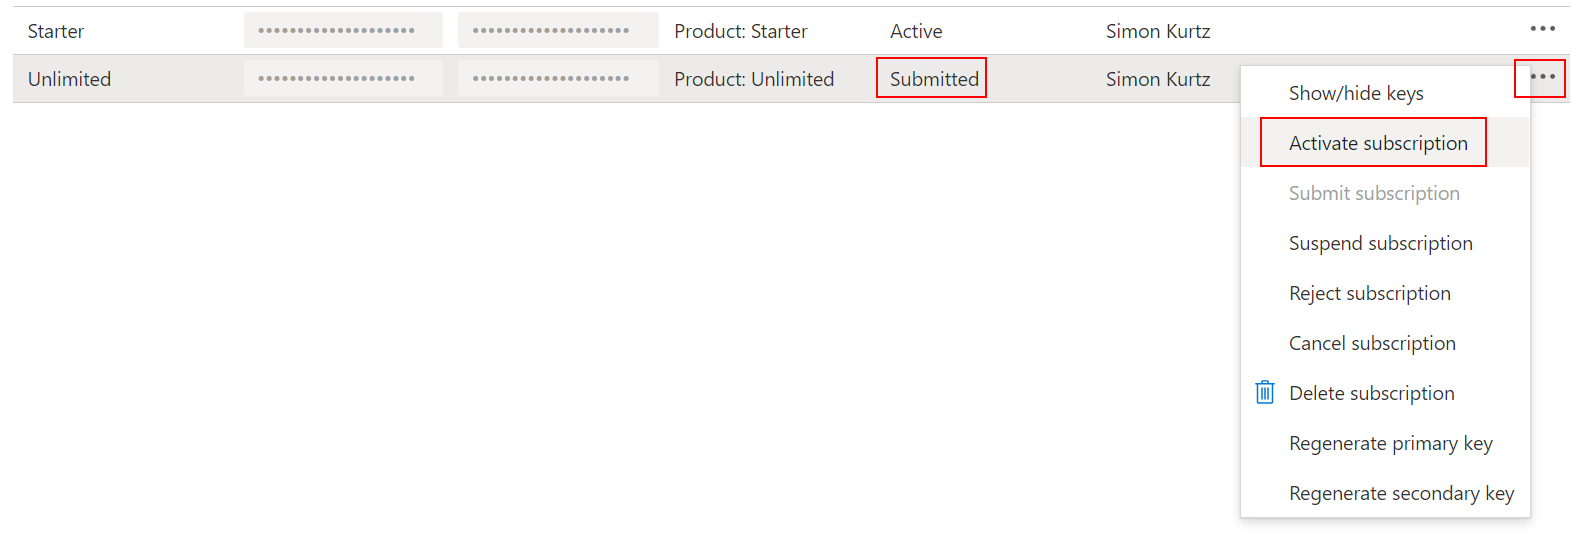 Starter ••••••••••••••••••• ••••••••••••••••••• Product: Starter Active Simon Kurtz •••
Unlimited ••••••••••••••••••• ••••••••••••••••••• Product: Unlimited Submitted Simon Kurtz •••
Show/hide keys
Activate subscription
Submit subscription
Suspend subscription
Reject subscription
Cancel subscription
Delete subscription
Regenerate primary key
Regenerate secondary key